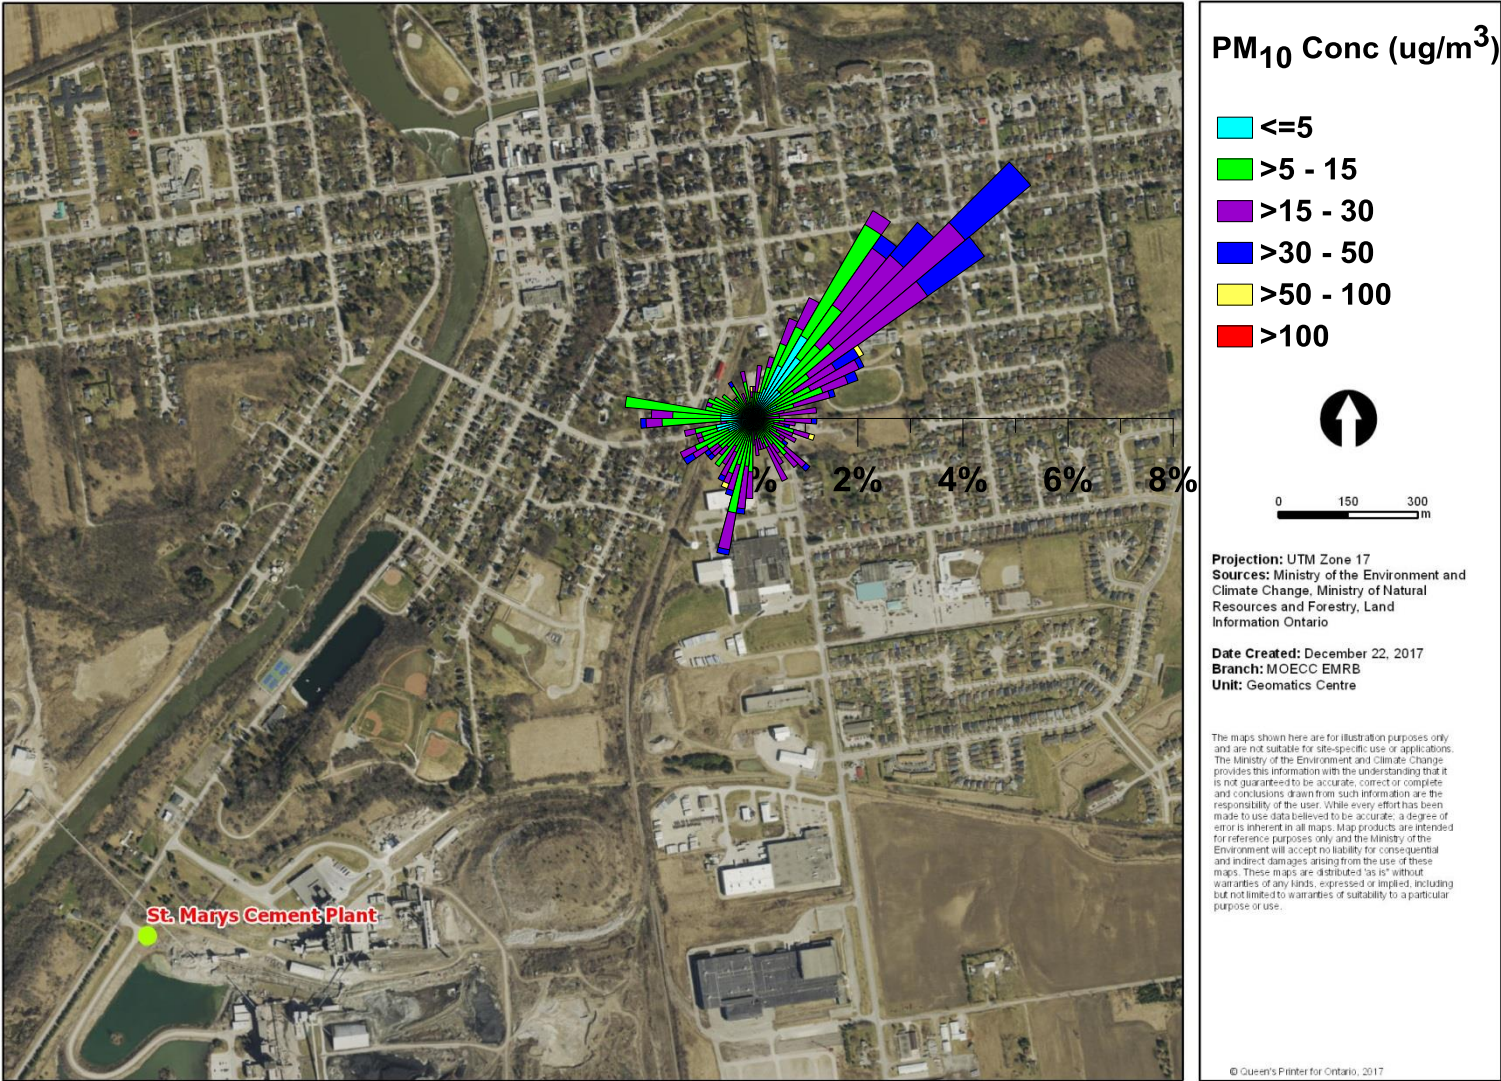 PM10 Conc (ug/m3)
<=5
>5 - 15
>15 - 30
>30 - 50
>50 - 100
>100
% 2% 4% 6% 8%
0 150 300
m
Projection: UTM Zone 17
Sources: Ministry of the Environment and
Climate Change, Ministry of Natural
Resources and Forestry, Land
Information Ontario
Date Created: December 22, 2017
Branch: MOECC EMRB
Unit: Geomatics Centre
The maps shown here are for illustration purposes only
and are not suitable for site-specific use or applications.
The Ministry of the Environment and Climate Change
provides this information with the understanding that it
is not guaranteed to be accurate, correct or complete
and conclusions drawn from such information are the
responsibility of the user. While every effort has been
made to use data believed to be accurate; a degree of
error is inherent in all maps. Map products are intended
for reference purposes only and the Ministry of the
Environment will accept no liability for consequential
and indirect damages arising from the use of these
maps. These maps are distributed 'as is" without
warranties of any kinds, expressed or implied, including
but not limited to warranties of suitability to a particular
purpose or use.
St. Marys Cement Plant
© Queen's Printer for Ontario, 2017